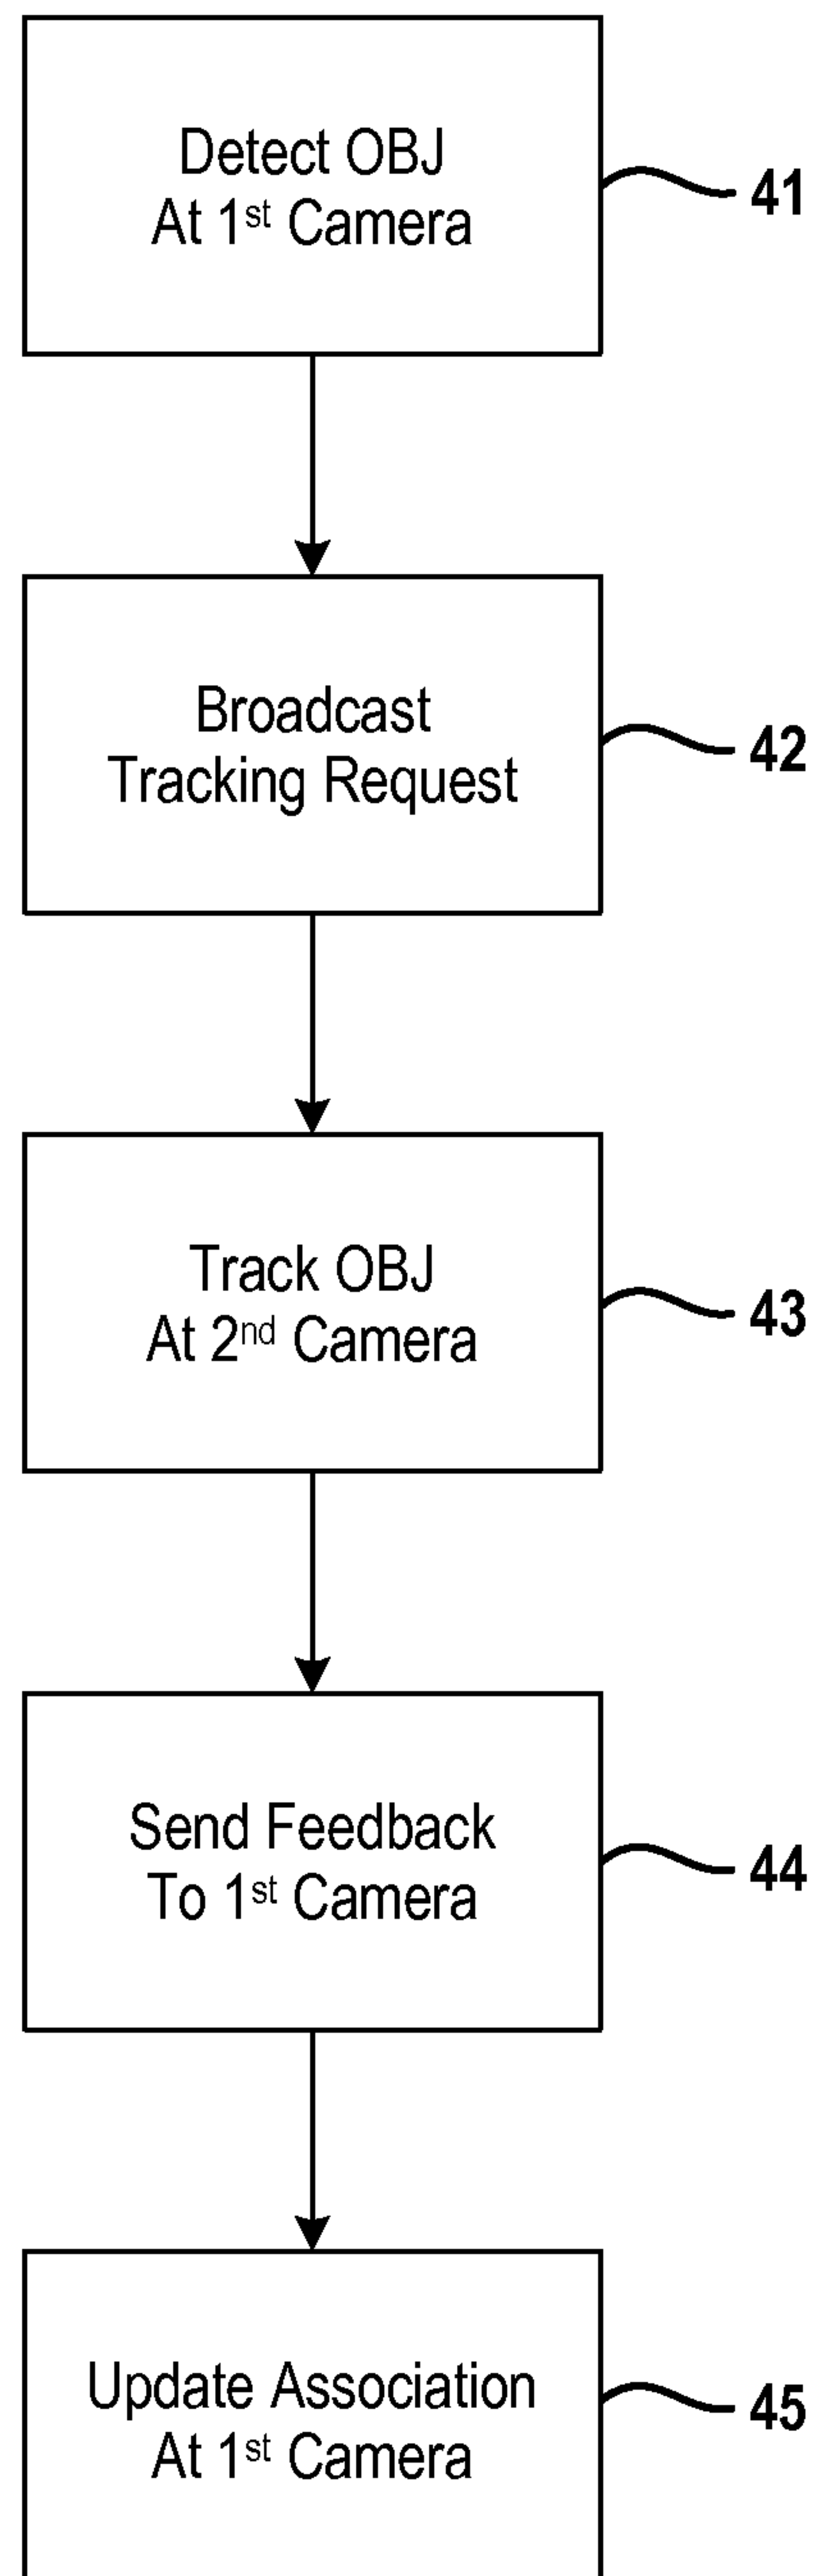 Detect OBJ
At 1st Camera
41
Broadcast
Tracking Request
42
Track OBJ
At 2nd Camera
43
Send Feedback
To 1st Camera
44
Update Association
At 1st Camera
45